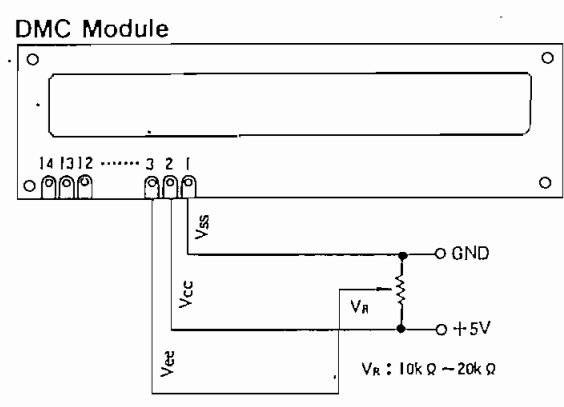 DMC Module
14 13 12 ······· 3 2 1
Vss
GND
Vcc
VR
+5V
Vee
VR : 10kΩ ~ 20kΩ